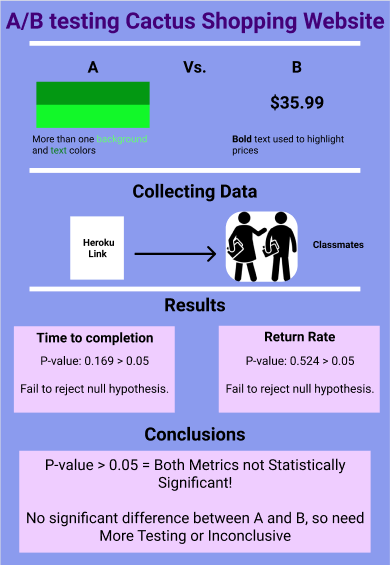 A/B testing Cactus Shopping Website
A Vs. B
$35.99
More than one background
and text colors
Bold text used to highlight
prices
Collecting Data
Heroku
Link
Classmates
Results
Time to completion
P-value: 0.169 > 0.05
Fail to reject null hypothesis.
Return Rate
P-value: 0.524 > 0.05
Fail to reject null hypothesis.
Conclusions
P-value > 0.05 = Both Metrics not Statistically
Significant!
No significant difference between A and B, so need
More Testing or Inconclusive